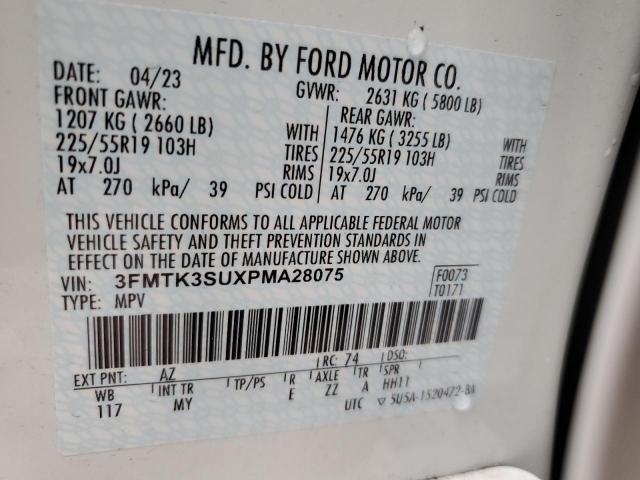 MFD. BY FORD MOTOR CO.
DATE: 04/23
GVWR: 2631 KG ( 5800 LB)
FRONT GAWR:
REAR GAWR:
1207 KG ( 2660 LB) WITH
1476 KG ( 3255 LB) WITH
225/55R19 103H TIRES
225/55R19 103H TIRES
19x7.0J RIMS
19x7.0J RIMS
AT 270 kPa/ 39 PSI COLD
AT 270 kPa/ 39 PSI COLD
THIS VEHICLE CONFORMS TO ALL APPLICABLE FEDERAL MOTOR
VEHICLE SAFETY AND THEFT PREVENTION STANDARDS IN
EFFECT ON THE DATE OF MANUFACTURE SHOWN ABOVE.
VIN: 3FMTK3SUXPMA28075
F0073
TYPE: MPV
T0171
EXT PNT: AZ RC: 74 DSO:
WB INT TR TP/PS R AXLE TR SPR
117 MY E ZZ A HH11
UTC 5U5A-1520472-BA